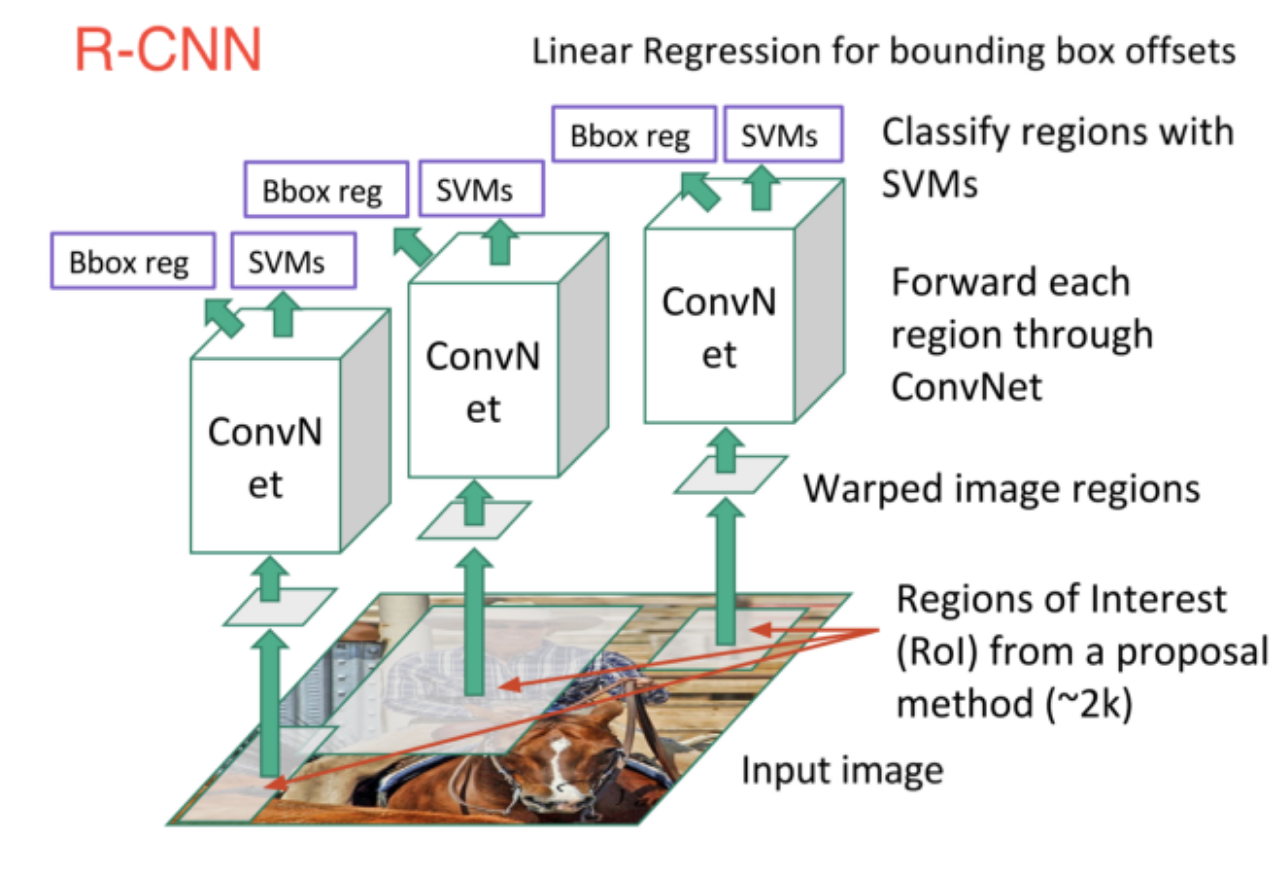 R-CNN
Linear Regression for bounding box offsets
Bbox reg
SVMs
Classify regions with
SVMs
Bbox reg
SVMs
Bbox reg
SVMs
ConvN
et
Forward each
region through
ConvNet
ConvN
et
ConvN
et
Warped image regions
Regions of Interest
(RoI) from a proposal
method (~2k)
Input image